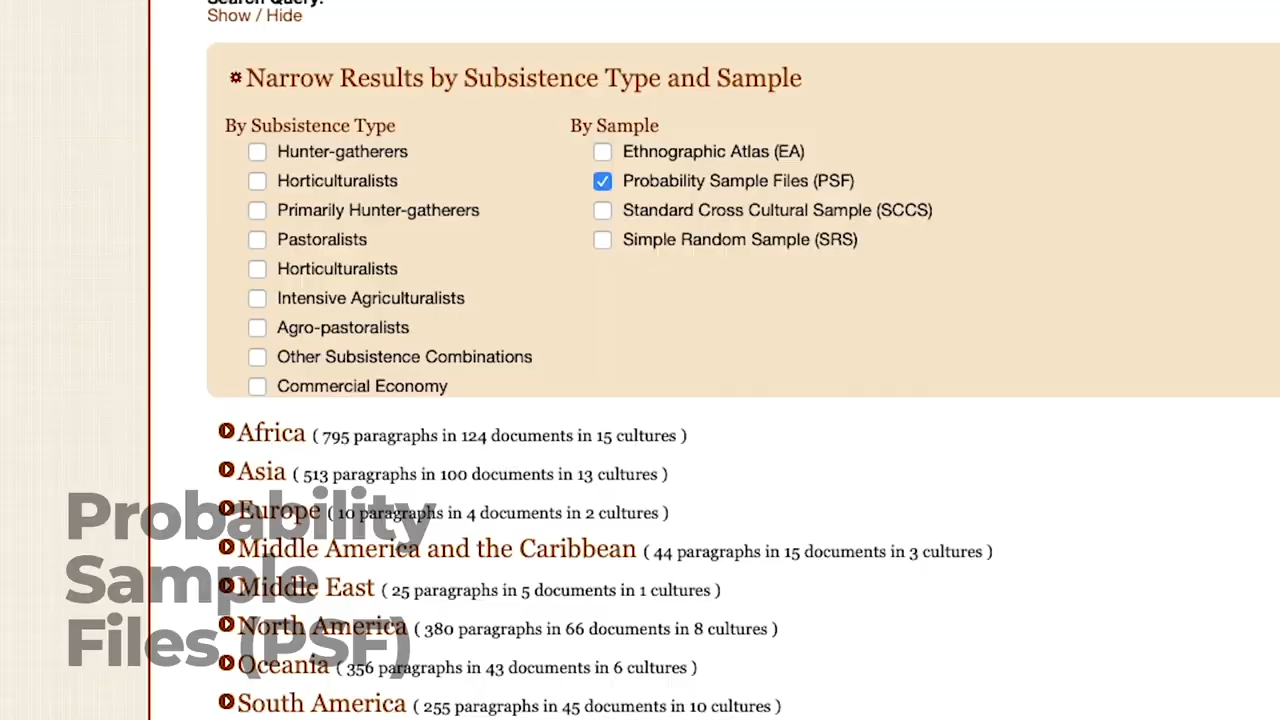 Search Query:
Show / Hide
Narrow Results by Subsistence Type and Sample
By Subsistence Type
Hunter-gatherers
Horticulturalists
Primarily Hunter-gatherers
Pastoralists
Horticulturalists
Intensive Agriculturalists
Agro-pastoralists
Other Subsistence Combinations
Commercial Economy
By Sample
Ethnographic Atlas (EA)
Probability Sample Files (PSF)
Standard Cross Cultural Sample (SCCS)
Simple Random Sample (SRS)
Africa ( 795 paragraphs in 124 documents in 15 cultures )
Asia ( 513 paragraphs in 100 documents in 13 cultures )
Europe ( 10 paragraphs in 4 documents in 2 cultures )
Middle America and the Caribbean ( 44 paragraphs in 15 documents in 3 cultures )
Middle East ( 25 paragraphs in 5 documents in 1 cultures )
North America ( 380 paragraphs in 66 documents in 8 cultures )
Oceania ( 356 paragraphs in 43 documents in 6 cultures )
South America ( 255 paragraphs in 45 documents in 10 cultures )
Probability
Sample
Files (PSF)